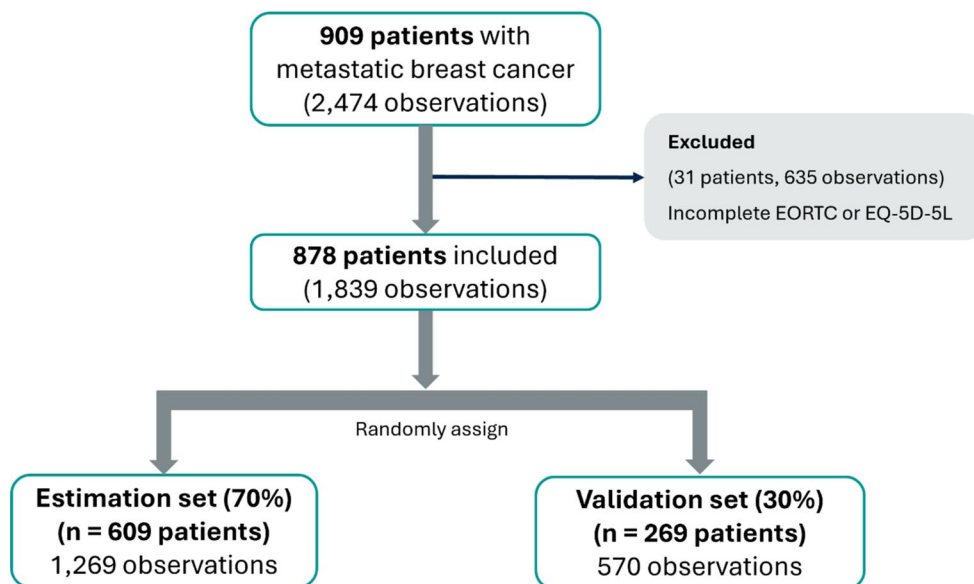 909 patients with
metastatic breast cancer
(2,474 observations)
Excluded
(31 patients, 635 observations)
Incomplete EORTC or EQ-5D-5L
878 patients included
(1,839 observations)
Randomly assign
Estimation set (70%)
(n = 609 patients)
1,269 observations
Validation set (30%)
(n = 269 patients)
570 observations